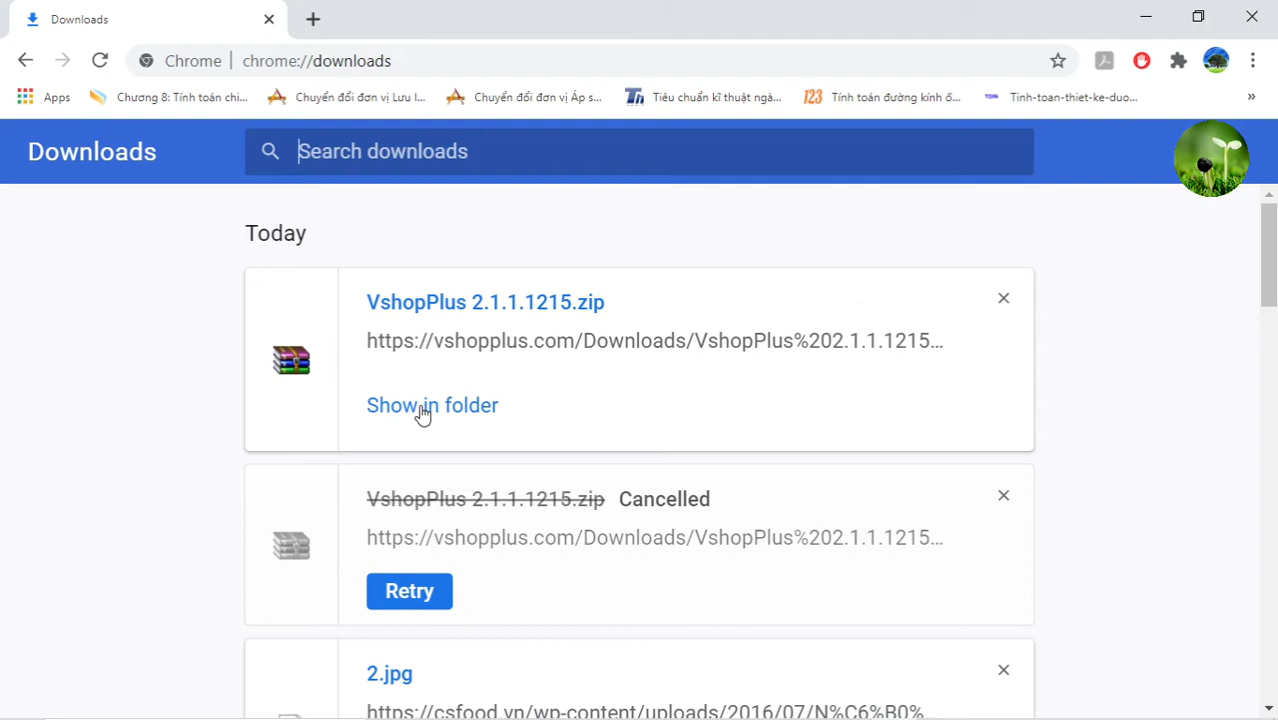 Downloads
Chrome | chrome://downloads
Apps Chương 8: Tính toán chi... Chuyển đổi đơn vị Lưu l... Chuyển đổi đơn vị Áp s... Tiêu chuẩn kĩ thuật ngà... 123 Tính toán đường kính ố... Tinh-toan-thiet-ke-duo... »
Downloads Search downloads
Today
VshopPlus 2.1.1.1215.zip
https://vshopplus.com/Downloads/VshopPlus%202.1.1.1215...
Show in folder
VshopPlus 2.1.1.1215.zip Cancelled
https://vshopplus.com/Downloads/VshopPlus%202.1.1.1215...
Retry
2.jpg
https://csfood.vn/wp-content/uploads/2016/07/N%C6%B0%...